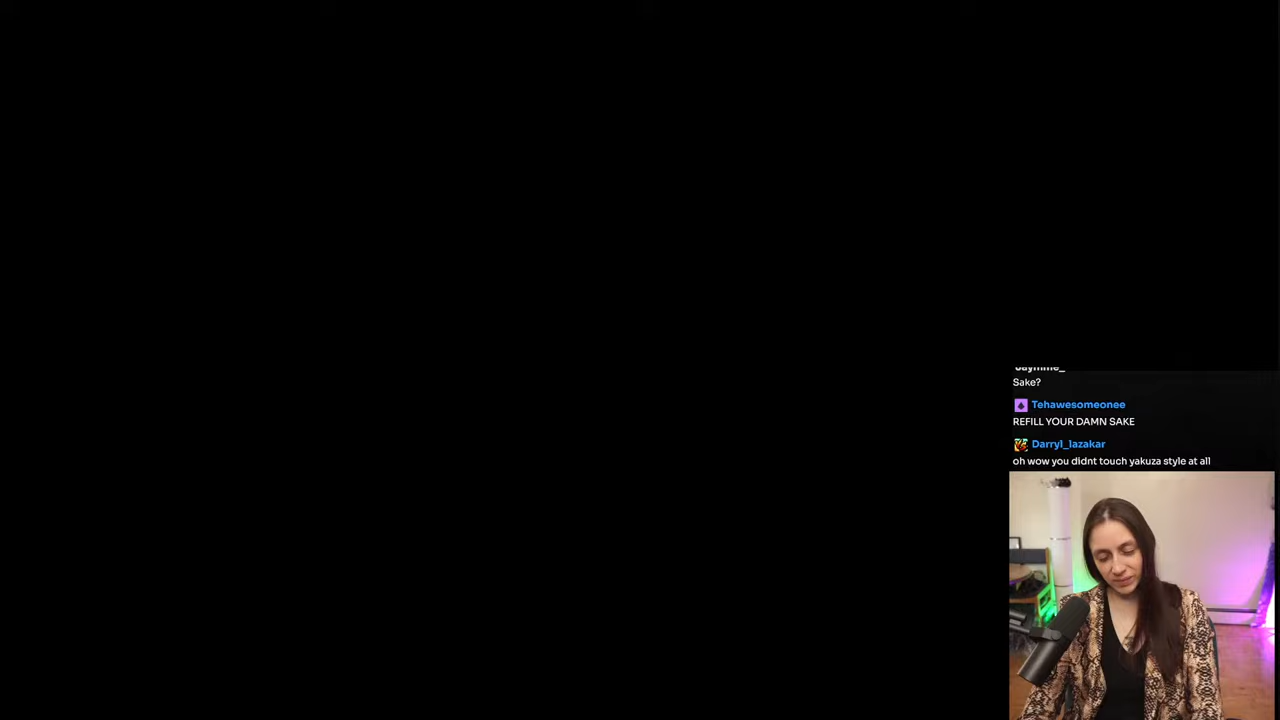 Sake?
Tehawesomeonee
REFILL YOUR DAMN SAKE
Darryl_lazakar
oh wow you didnt touch yakuza style at all